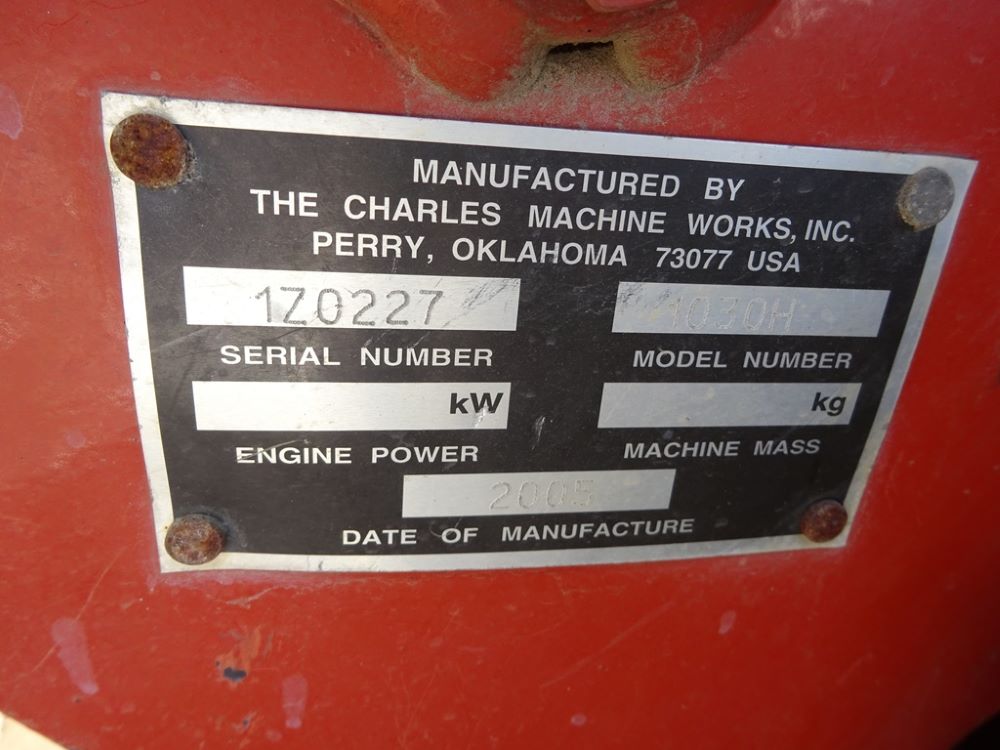 MANUFACTURED BY
THE CHARLES MACHINE WORKS, INC.
PERRY, OKLAHOMA 73077 USA
1Z0227 1030H
SERIAL NUMBER MODEL NUMBER
kW kg
ENGINE POWER MACHINE MASS
2005
DATE OF MANUFACTURE